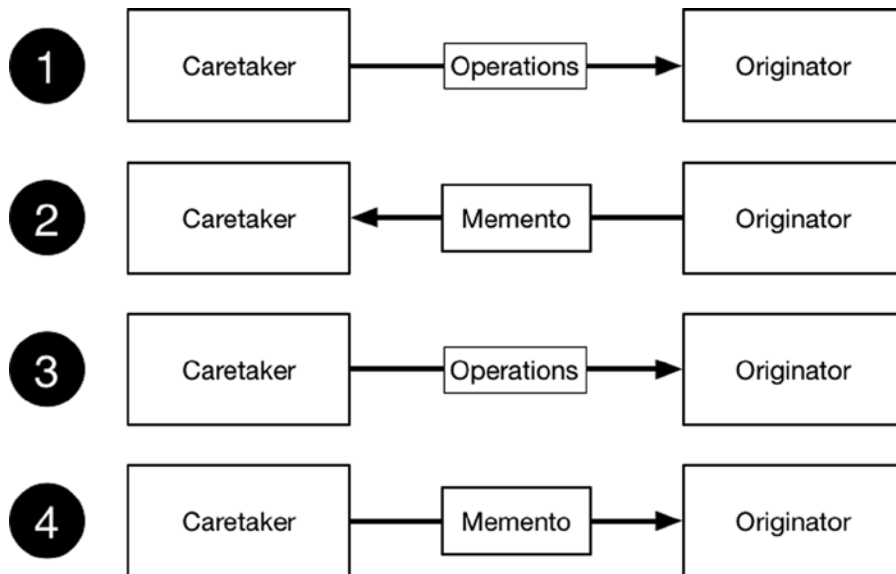 1 Caretaker Operations Originator
2 Caretaker Memento Originator
3 Caretaker Operations Originator
4 Caretaker Memento Originator